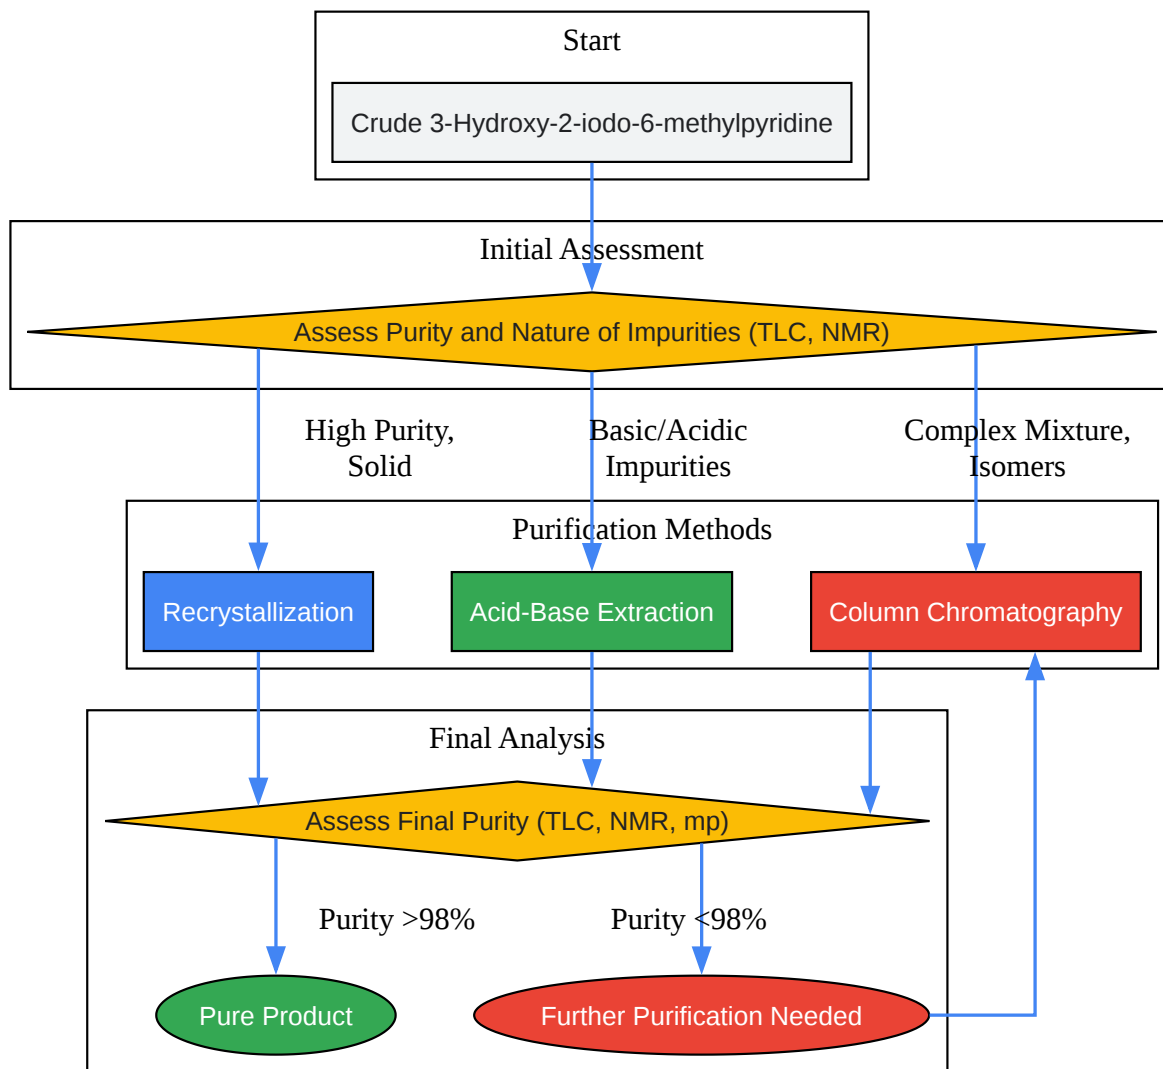 Start
Crude 3-Hydroxy-2-iodo-6-methylpyridine
Initial Assessment
Assess Purity and Nature of Impurities (TLC, NMR)
High Purity,
Solid
Basic/Acidic
Impurities
Complex Mixture,
Isomers
Purification Methods
Recrystallization
Acid-Base Extraction
Column Chromatography
Final Analysis
Assess Final Purity (TLC, NMR, mp)
Purity >98%
Purity <98%
Pure Product
Further Purification Needed